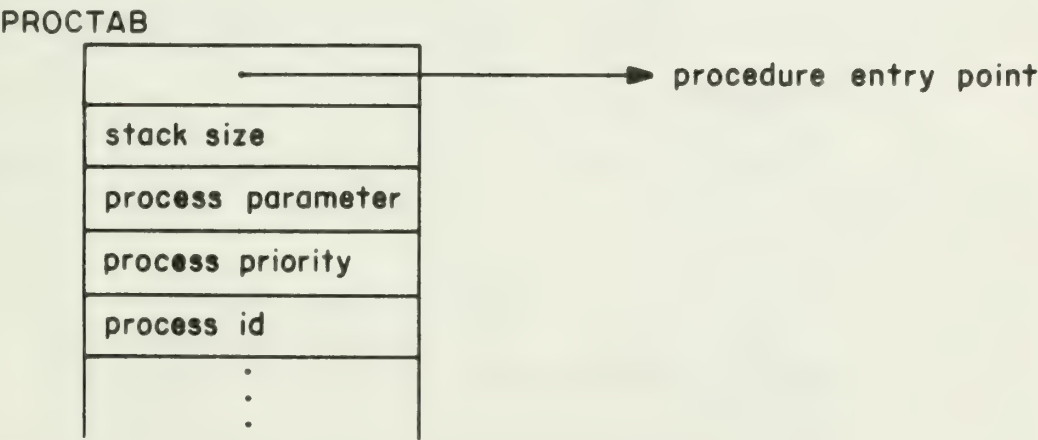 PROCTAB
procedure entry point
stack size
process parameter
process priority
process id